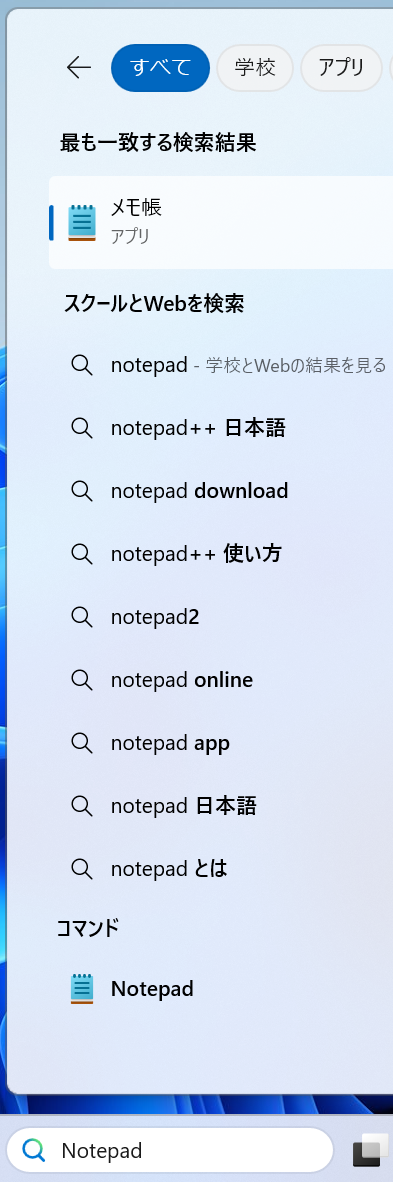 すべて 学校 アプリ
最も一致する検索結果
メモ帳
アプリ
スクールとWebを検索
notepad - 学校とWebの結果を見る
notepad++ 日本語
notepad download
notepad++ 使い方
notepad2
notepad online
notepad app
notepad 日本語
notepad とは
コマンド
Notepad
Notepad